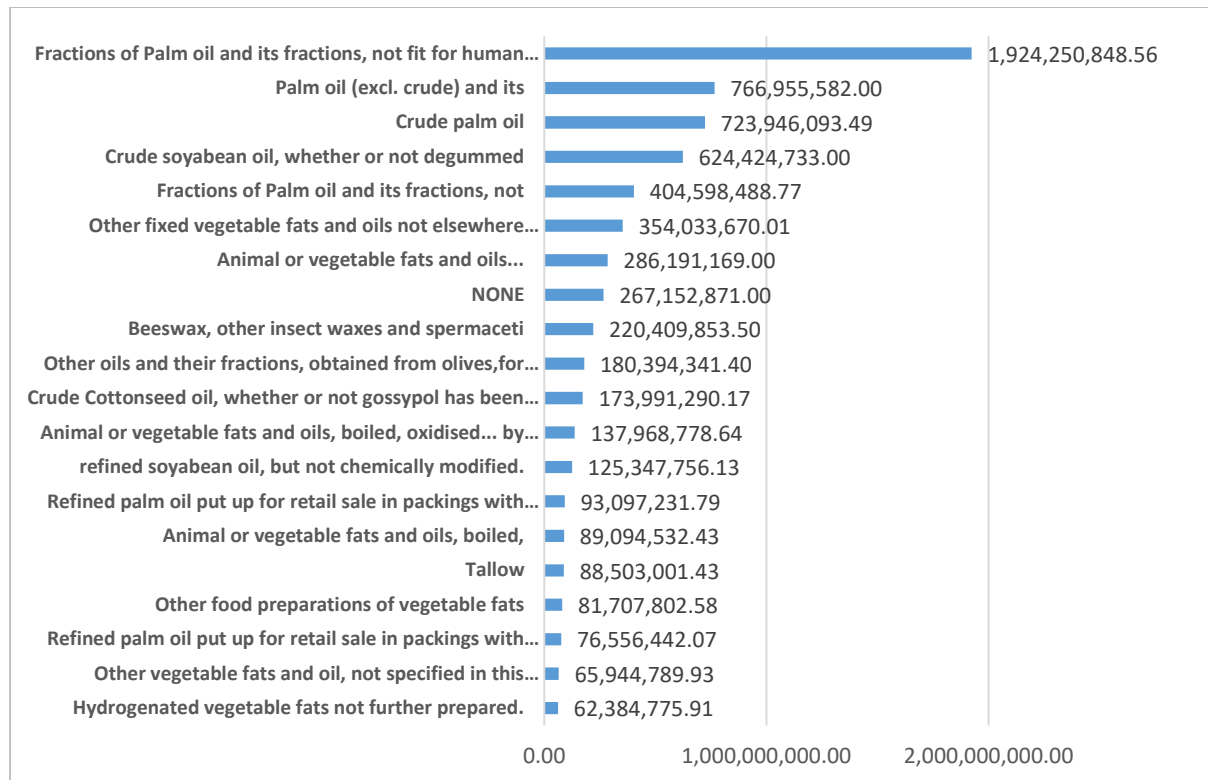 Fractions of Palm oil and its fractions, not fit for human... 1,924,250,848.56
Palm oil (excl. crude) and its 766,955,582.00
Crude palm oil 723,946,093.49
Crude soyabean oil, whether or not degummed 624,424,733.00
Fractions of Palm oil and its fractions, not 404,598,488.77
Other fixed vegetable fats and oils not elsewhere... 354,033,670.01
Animal or vegetable fats and oils... 286,191,169.00
NONE 267,152,871.00
Beeswax, other insect waxes and spermaceti 220,409,853.50
Other oils and their fractions, obtained from olives,for... 180,394,341.40
Crude Cottonseed oil, whether or not gossypol has been... 173,991,290.17
Animal or vegetable fats and oils, boiled, oxidised... by... 137,968,778.64
refined soyabean oil, but not chemically modified. 125,347,756.13
Refined palm oil put up for retail sale in packings with... 93,097,231.79
Animal or vegetable fats and oils, boiled, 89,094,532.43
Tallow 88,503,001.43
Other food preparations of vegetable fats 81,707,802.58
Refined palm oil put up for retail sale in packings with... 76,556,442.07
Other vegetable fats and oil, not specified in this... 65,944,789.93
Hydrogenated vegetable fats not further prepared. 62,384,775.91
0.00 1,000,000,000.00 2,000,000,000.00